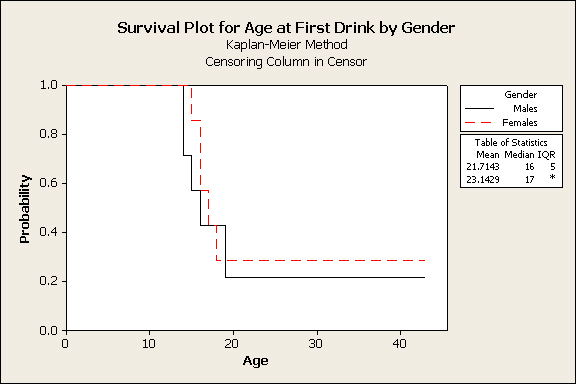 Survival Plot for Age at First Drink by Gender
Kaplan-Meier Method
Censoring Column in Censor
1.0
0.8
0.6
0.4
0.2
0.0
Probability
0
10
20
30
40
Age
Gender
Males
Females
Table of Statistics
Mean Median IQR
21.7143 16 5
23.1429 17 *